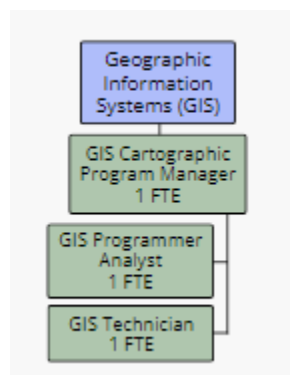 Geographic
Information
Systems (GIS)
GIS Cartographic
Program Manager
1 FTE
GIS Programmer
Analyst
1 FTE
GIS Technician
1 FTE